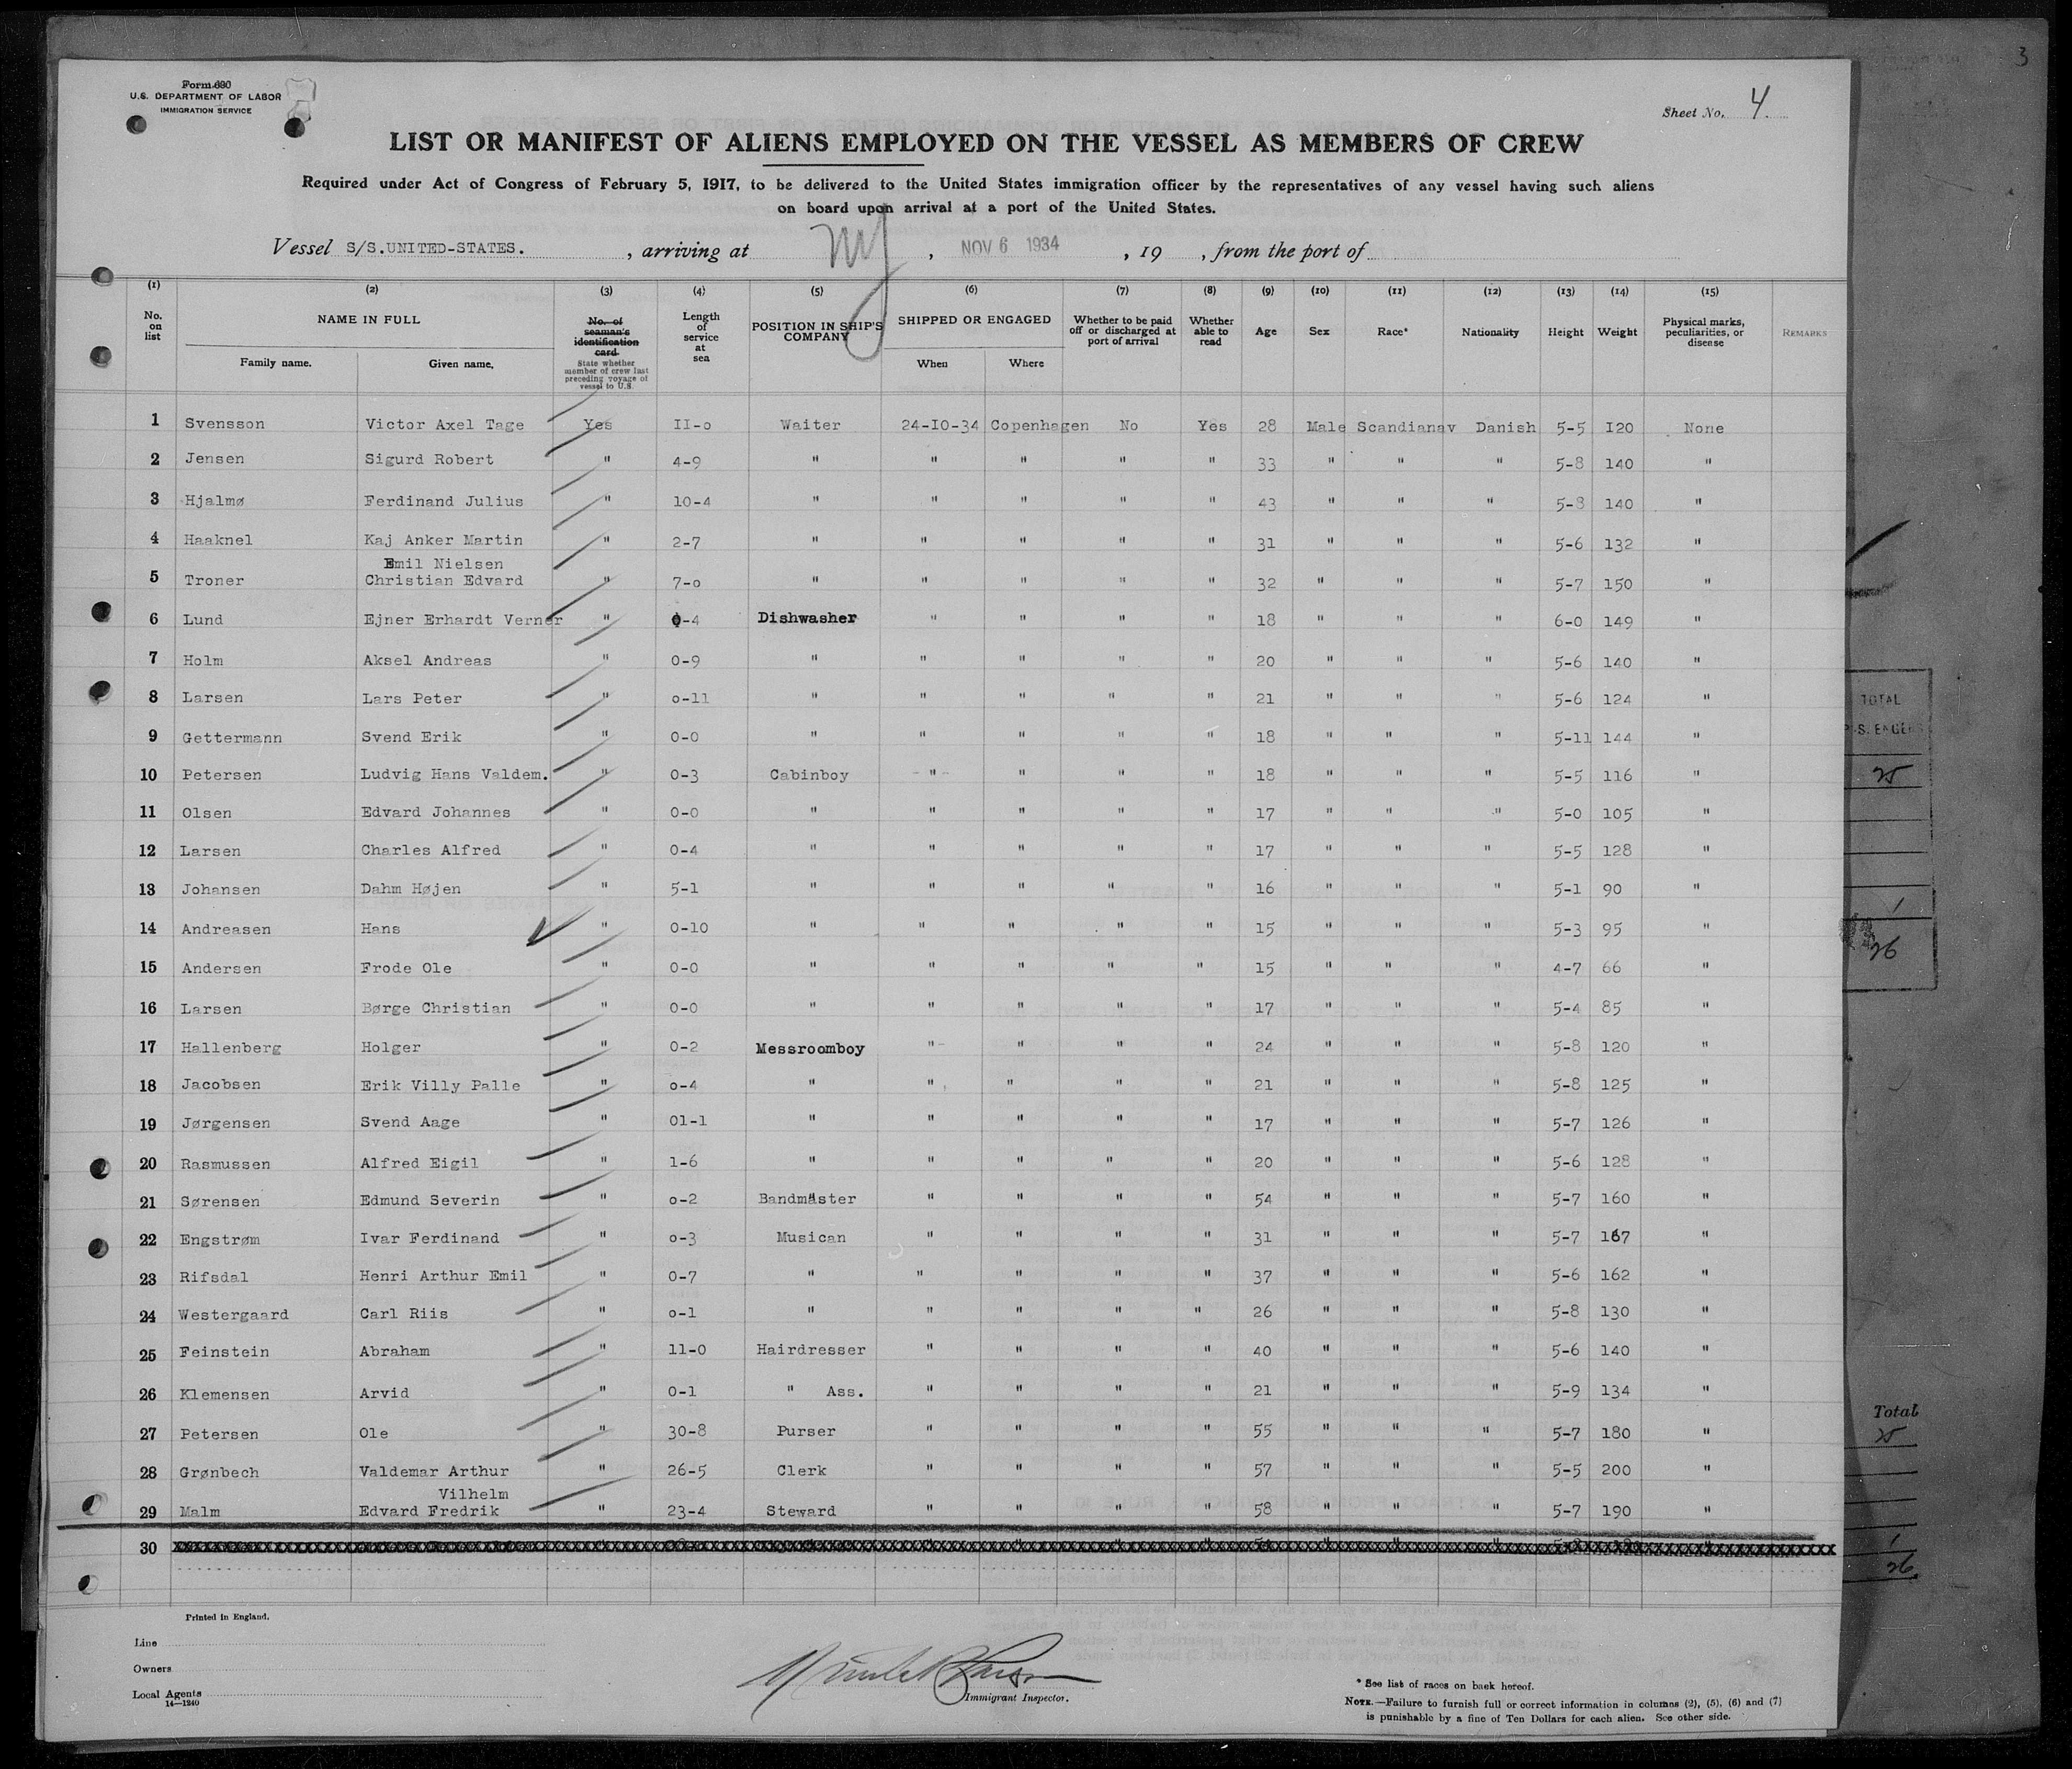 3
Form 690
U.S. DEPARTMENT OF LABOR
IMMIGRATION SERVICE
Sheet No. 4
LIST OR MANIFEST OF ALIENS EMPLOYED ON THE VESSEL AS MEMBERS OF CREW
Required under Act of Congress of February 5, 1917, to be delivered to the United States immigration officer by the representatives of any vessel having such aliens
on board upon arrival at a port of the United States.
Vessel S/S.UNITED-STATES. , arriving at NY , NOV 6 1934 , 19 , from the port of
(1) (2) (3) (4) (5) (6) (7) (8) (9) (10) (11) (12) (13) (14) (15)
No. on list NAME IN FULL Family name. Given name. No. of seaman's identification card. State whether member of crew last preceding voyage of vessel to U.S. Length of service at sea POSITION IN SHIP'S COMPANY SHIPPED OR ENGAGED When Where Whether to be paid off or discharged at port of arrival Whether able to read Age Sex Race* Nationality Height Weight Physical marks, peculiarities, or disease REMARKS
1 Svensson Victor Axel Tage Yes II-o Waiter 24-IO-34 Copenhagen No Yes 28 Male Scandianav Danish 5-5 I20 None
2 Jensen Sigurd Robert " 4-9 " " " " " 33 " " " 5-8 140 "
3 Hjalmø Ferdinand Julius " 10-4 " " " " " 43 " " " 5-8 140 "
4 Haaknel Kaj Anker Martin " 2-7 " " " " " 31 " " " 5-6 132 "
Emil Nielsen
5 Troner Christian Edvard " 7-o " " " " " 32 " " " 5-7 150 "
6 Lund Ejner Erhardt Verner " 0-4 Dishwasher " " " " 18 " " " 6-0 149 "
7 Holm Aksel Andreas " 0-9 " " " " " 20 " " " 5-6 140 "
8 Larsen Lars Peter " o-11 " " " " " 21 " " " 5-6 124 "
9 Gettermann Svend Erik " 0-0 " " " " " 18 " " " 5-11 144 "
10 Petersen Ludvig Hans Valdem. " 0-3 Cabinboy " " " " 18 " " " 5-5 116 "
11 Olsen Edvard Johannes " 0-0 " " " " " 17 " " " 5-0 105 "
12 Larsen Charles Alfred " 0-4 " " " " " 17 " " " 5-5 128 "
13 Johansen Dahm Højen " 5-1 " " " " " 16 " " " 5-1 90 "
14 Andreasen Hans " 0-10 " " " " " 15 " " " 5-3 95 "
15 Andersen Frode Ole " 0-0 " " " " " 15 " " " 4-7 66 "
16 Larsen Børge Christian " 0-0 " " " " " 17 " " " 5-4 85 "
17 Hallenberg Holger " 0-2 Messroomboy " " " " 24 " " " 5-8 120 "
18 Jacobsen Erik Villy Palle " o-4 " " " " " 21 " " " 5-8 125 "
19 Jørgensen Svend Aage " 01-1 " " " " " 17 " " " 5-7 126 "
20 Rasmussen Alfred Eigil " 1-6 " " " " " 20 " " " 5-6 128 "
21 Sørensen Edmund Severin " o-2 Bandmaster " " " " 54 " " " 5-7 160 "
22 Engstrøm Ivar Ferdinand " o-3 Musican " " " " 31 " " " 5-7 167 "
23 Rifsdal Henri Arthur Emil " 0-7 " " " " " 37 " " " 5-6 162 "
24 Westergaard Carl Riis " o-1 " " " " " 26 " " " 5-8 130 "
25 Feinstein Abraham " 11-0 Hairdresser " " " " 40 " " " 5-6 140 "
26 Klemensen Arvid " 0-1 " Ass. " " " " 21 " " " 5-9 134 "
27 Petersen Ole " 30-8 Purser " " " " 55 " " " 5-7 180 "
28 Grønbech Valdemar Arthur " 26-5 Clerk " " " " 57 " " " 5-5 200 "
Vilhelm
29 Malm Edvard Fredrik " 23-4 Steward " " " " 58 " " " 5-7 190 "
30
Printed in England.
Line
Owners
Local Agents
14—1240
Immigrant Inspector.
* See list of races on back hereof.
NOTE.—Failure to furnish full or correct information in columns (2), (5), (6) and (7)
is punishable by a fine of Ten Dollars for each alien. See other side.
TOTAL
25
1
26
Total
25
1
26